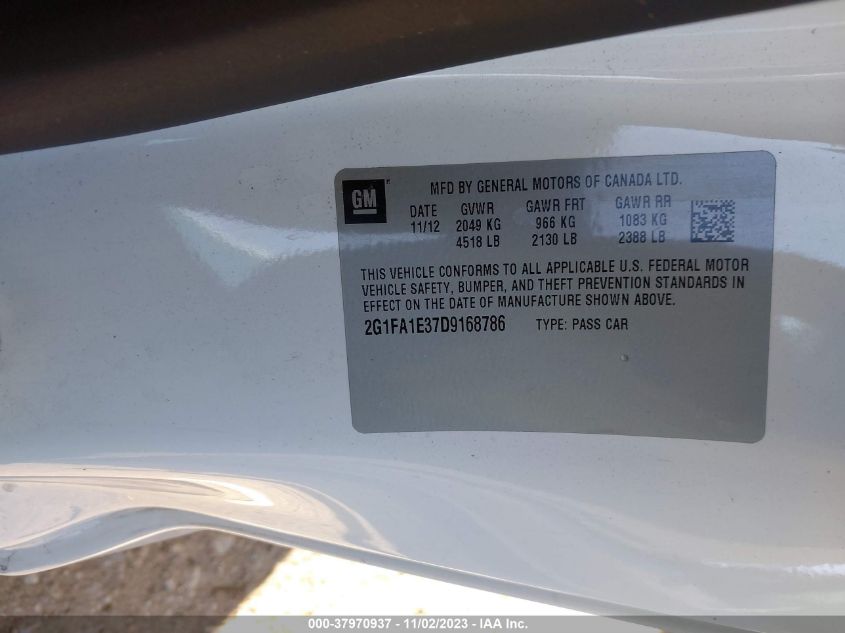 GM
MFD BY GENERAL MOTORS OF CANADA LTD.
DATE GVWR GAWR FRT GAWR RR
11/12 2049 KG 966 KG 1083 KG
4518 LB 2130 LB 2388 LB
THIS VEHICLE CONFORMS TO ALL APPLICABLE U.S. FEDERAL MOTOR
VEHICLE SAFETY, BUMPER, AND THEFT PREVENTION STANDARDS IN
EFFECT ON THE DATE OF MANUFACTURE SHOWN ABOVE.
2G1FA1E37D9168786 TYPE: PASS CAR
000-37970937 - 11/02/2023 - IAA Inc.